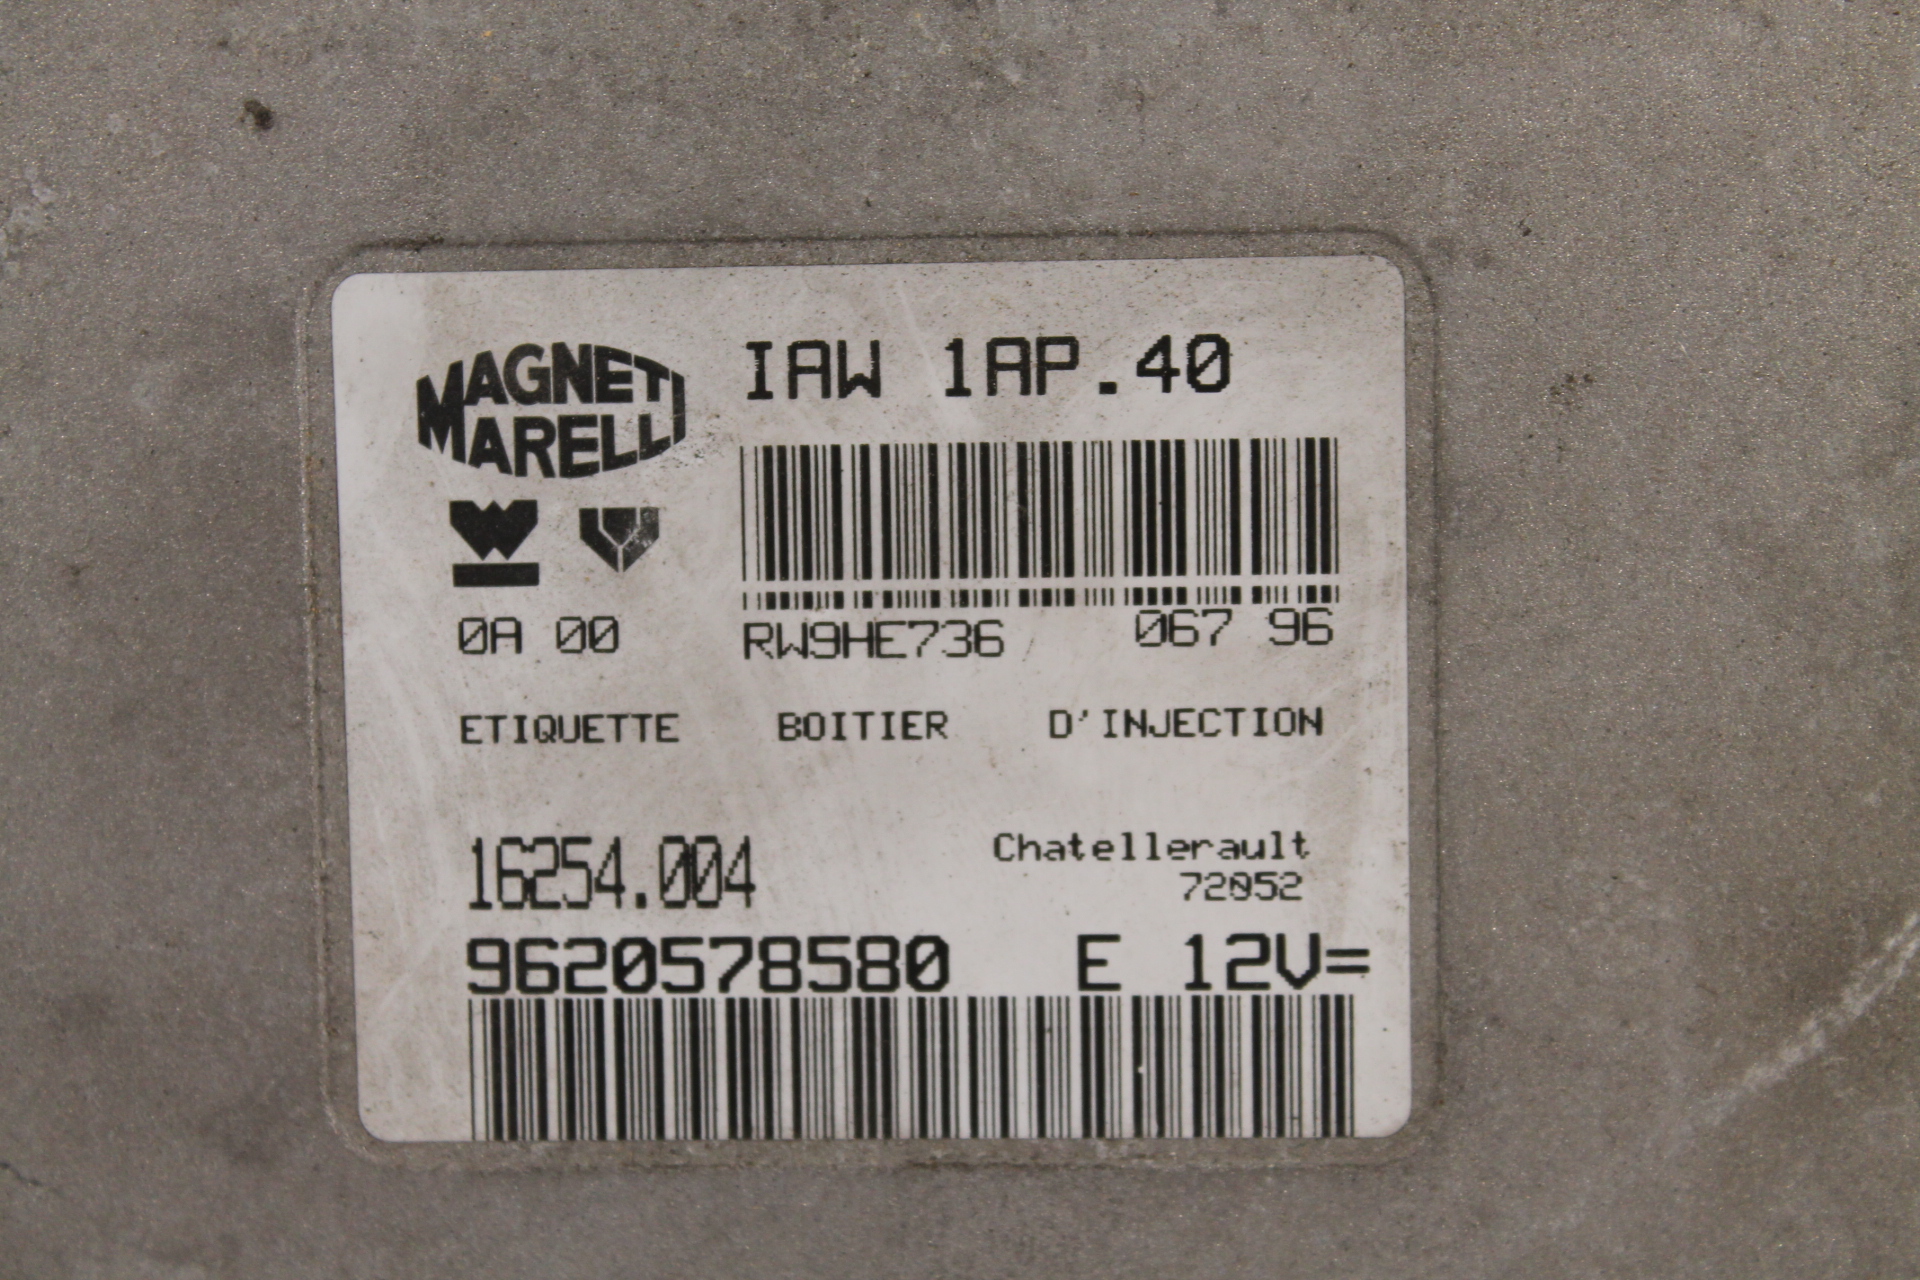 MAGNETI
MARELLI
IAW 1AP.40
0A 00
RW9HE736 067 96
ETIQUETTE BOITIER D'INJECTION
16254.004
Chatellerault
72052
9620578580 E 12V=